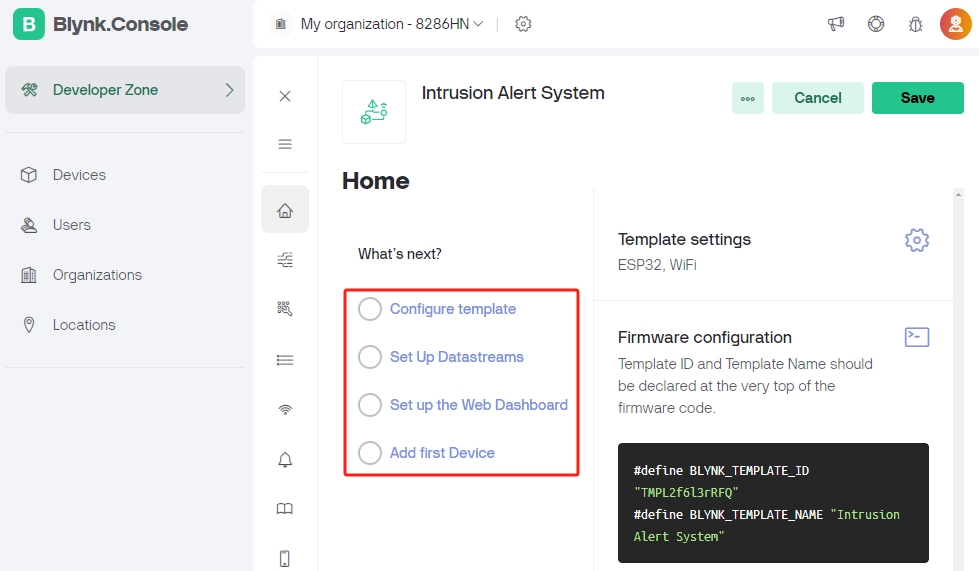 B Blynk.Console
My organization - 8286HN
Developer Zone
Devices
Users
Organizations
Locations
Intrusion Alert System
Cancel
Save
Home
What's next?
Configure template
Set Up Datastreams
Set up the Web Dashboard
Add first Device
Template settings
ESP32, WiFi
Firmware configuration
Template ID and Template Name should
be declared at the very top of the
firmware code.
#define BLYNK_TEMPLATE_ID
"TMPL2f6l3rRFQ"
#define BLYNK_TEMPLATE_NAME "Intrusion
Alert System"